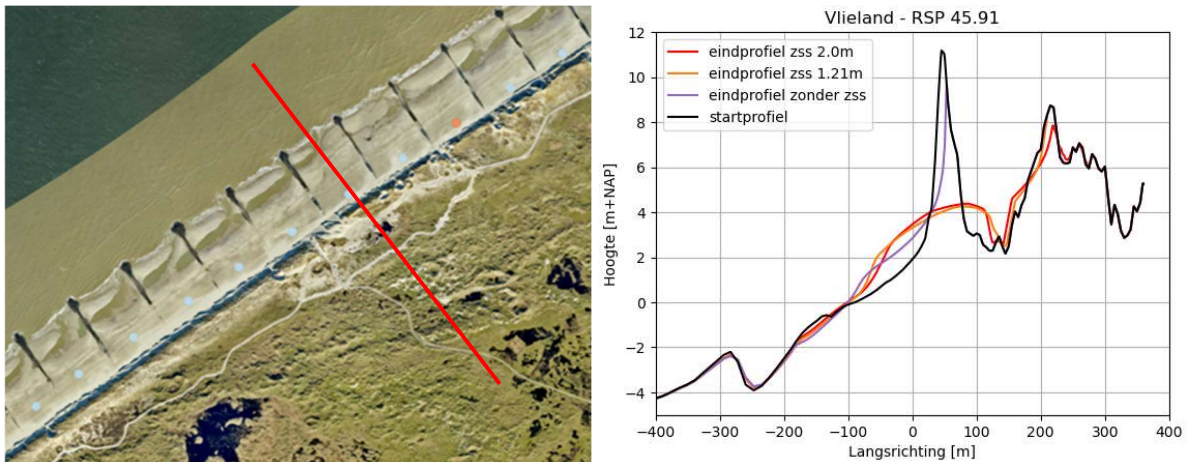 Vlieland - RSP 45.91
12
10
8
6
4
2
0
−2
−4
Hoogte [m+NAP]
eindprofiel zss 2.0m
eindprofiel zss 1.21m
eindprofiel zonder zss
startprofiel
−400 −300 −200 −100 0 100 200 300 400
Langsrichting [m]